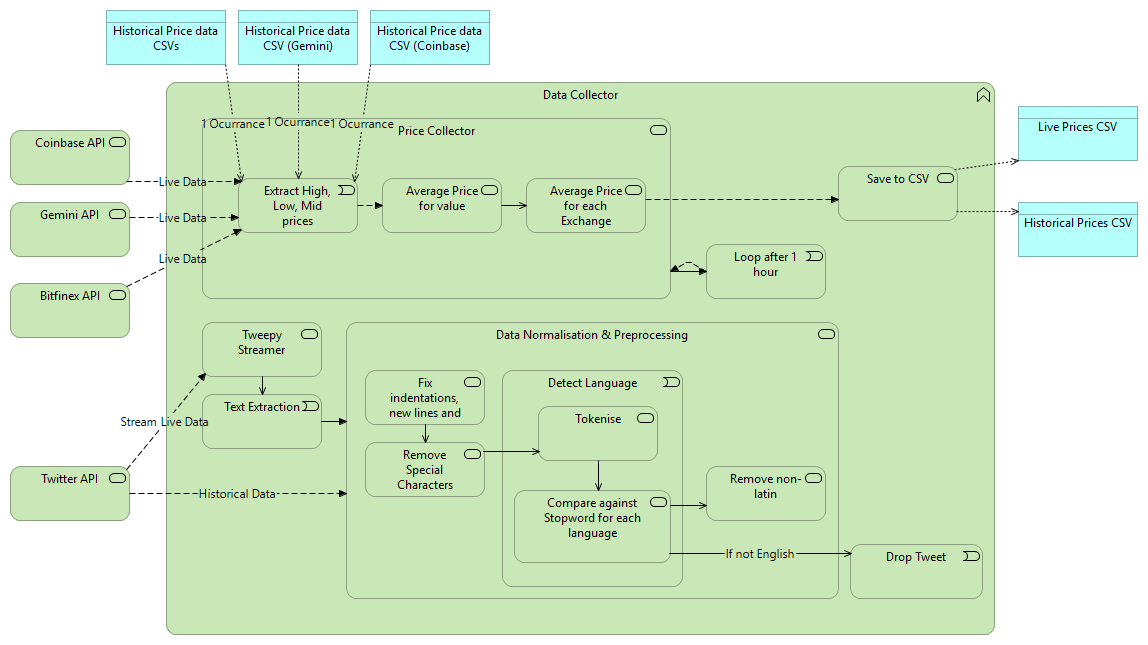 Historical Price data
CSVs
Historical Price data
CSV (Gemini)
Historical Price data
CSV (Coinbase)
Data Collector
1 Ocurrance
1 Ocurrance
1 Ocurrance
Price Collector
Live Prices CSV
Coinbase API
Live Data
Extract High,
Low, Mid
prices
Average Price
for value
Average Price
for each
Exchange
Save to CSV
Gemini API
Live Data
Historical Prices CSV
Live Data
Loop after 1
hour
Bitfinex API
Tweepy
Streamer
Data Normalisation & Preprocessing
Fix
indentations,
new lines and
Detect Language
Text Extraction
Tokenise
Stream Live Data
Remove
Special
Characters
Twitter API
Historical Data
Compare against
Stopword for each
language
Remove non-
latin
If not English
Drop Tweet